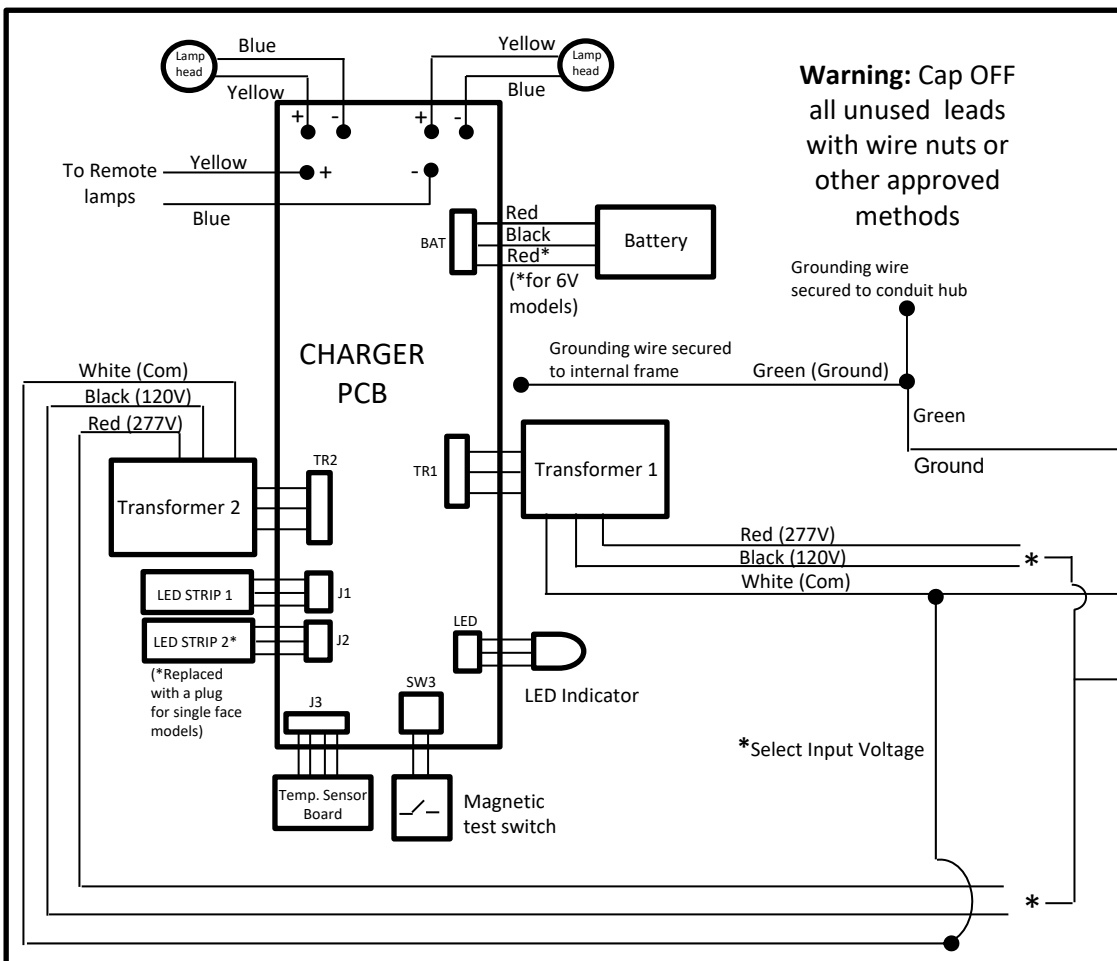 Blue
Yellow
Lamp
head
Lamp
head
Yellow
Blue
+
-
+
-
Warning: Cap OFF
all unused leads
with wire nuts or
other approved
methods
To Remote
lamps
Yellow
+
-
Blue
BAT
Red
Black
Red*
(*for 6V
models)
Battery
Grounding wire
secured to conduit hub
CHARGER
PCB
Grounding wire secured
to internal frame
Green (Ground)
Green
Ground
White (Com)
Black (120V)
Red (277V)
Transformer 2
TR2
TR1
Transformer 1
Red (277V)
Black (120V)
White (Com)
*
LED STRIP 1
J1
LED STRIP 2*
J2
(*Replaced
with a plug
for single face
models)
LED
LED Indicator
SW3
J3
Temp. Sensor
Board
Magnetic
test switch
*Select Input Voltage
*